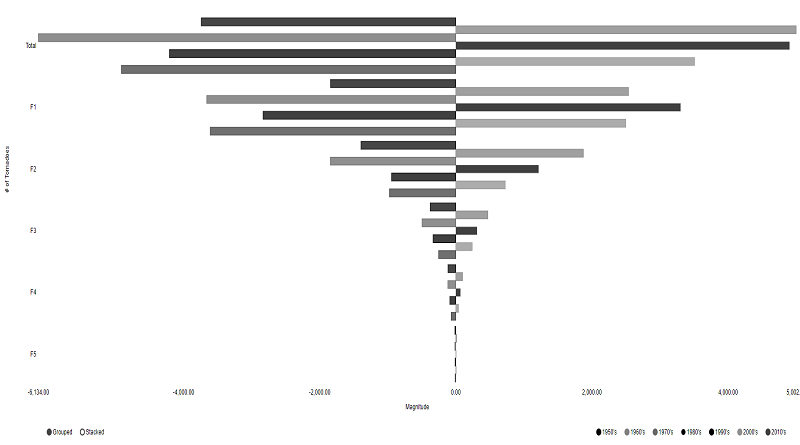 Total
F1
F2
# of Tornadoes
F3
F4
F5
-6,134.00 -4,000.00 -2,000.00 0.00 2,000.00 4,000.00 5,002.
Magnitude
Grouped Stacked 1950's 1960's 1970's 1980's 1990's 2000's 2010's